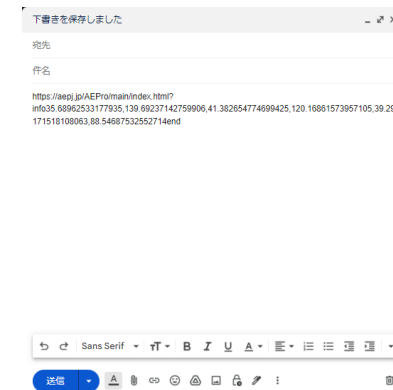 下書きを保存しました
宛先
件名
https://aepj.jp/AEPro/main/index.html?
info35.68962533177935,139.69237142759906,41.382654774699425,120.16861573957105,39.29
171518108063,88.54687532552714end
Sans Serif
B I U A
送信 A